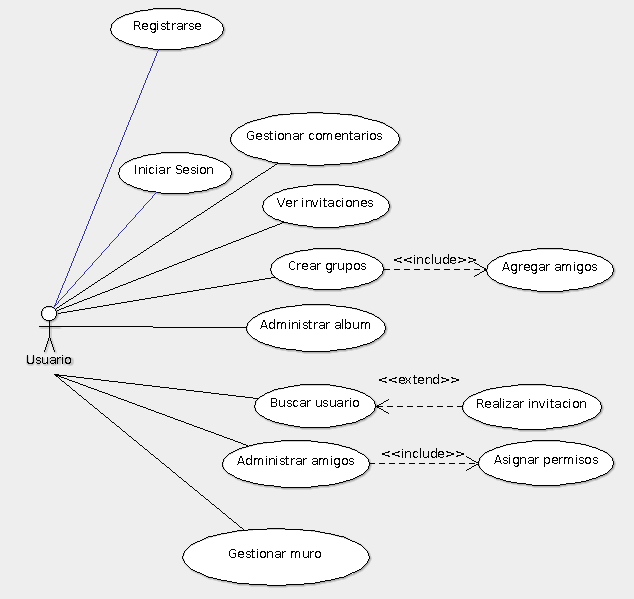 Registrarse
Gestionar comentarios
Iniciar Sesion
Ver invitaciones
<<include>>
Crear grupos
Agregar amigos
Administrar album
Usuario
<<extend>>
Buscar usuario
Realizar invitacion
<<include>>
Administrar amigos
Asignar permisos
Gestionar muro